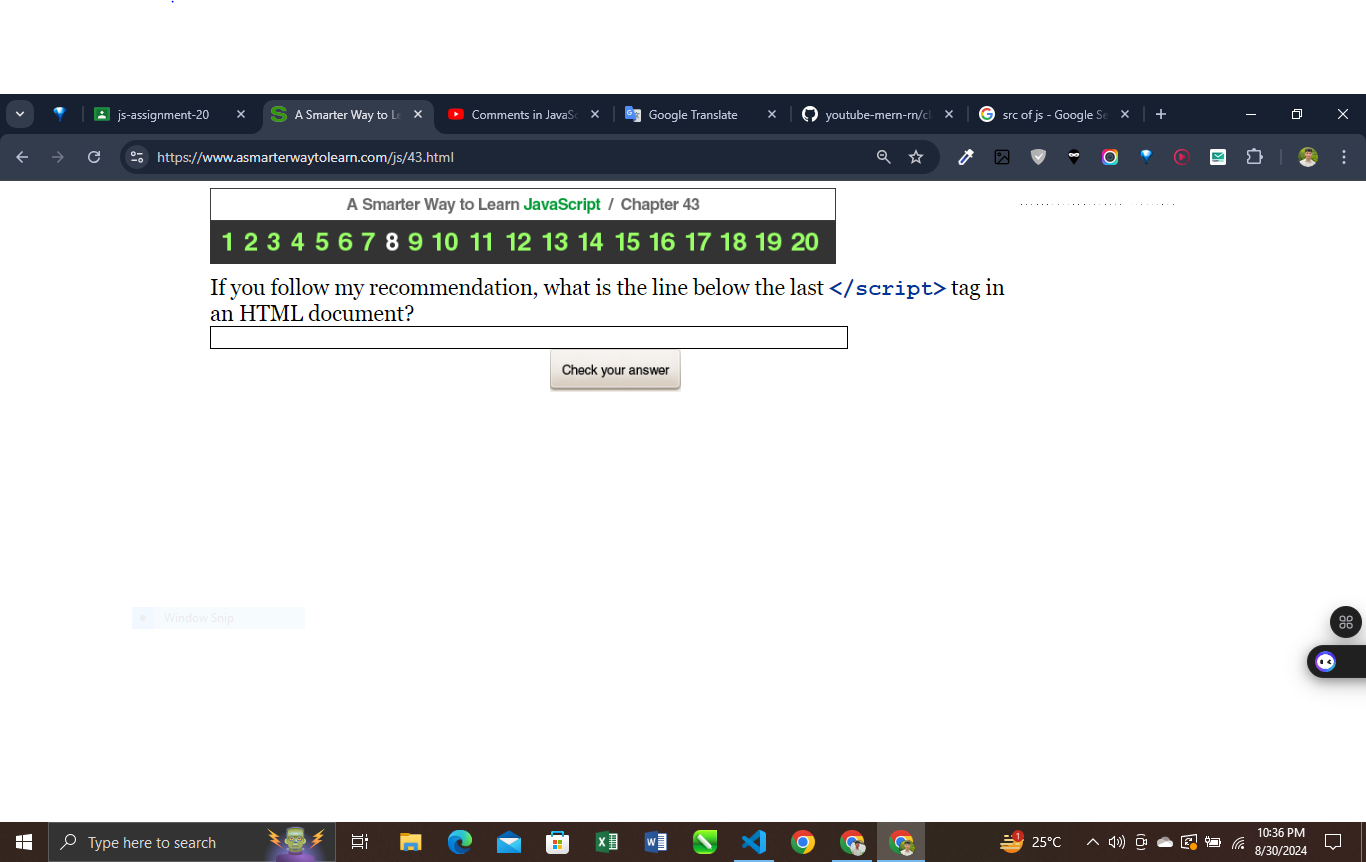 js-assignment-20
A Smarter Way to Le
Comments in JavaSc
Google Translate
youtube-mern-rn/cl
src of js - Google Se
https://www.asmarterwaytolearn.com/js/43.html
A Smarter Way to Learn JavaScript / Chapter 43
1 2 3 4 5 6 7 8 9 10 11 12 13 14 15 16 17 18 19 20
If you follow my recommendation, what is the line below the last </script> tag in
an HTML document?
Check your answer
Window Snip
Type here to search
1
25°C
10:36 PM
8/30/2024